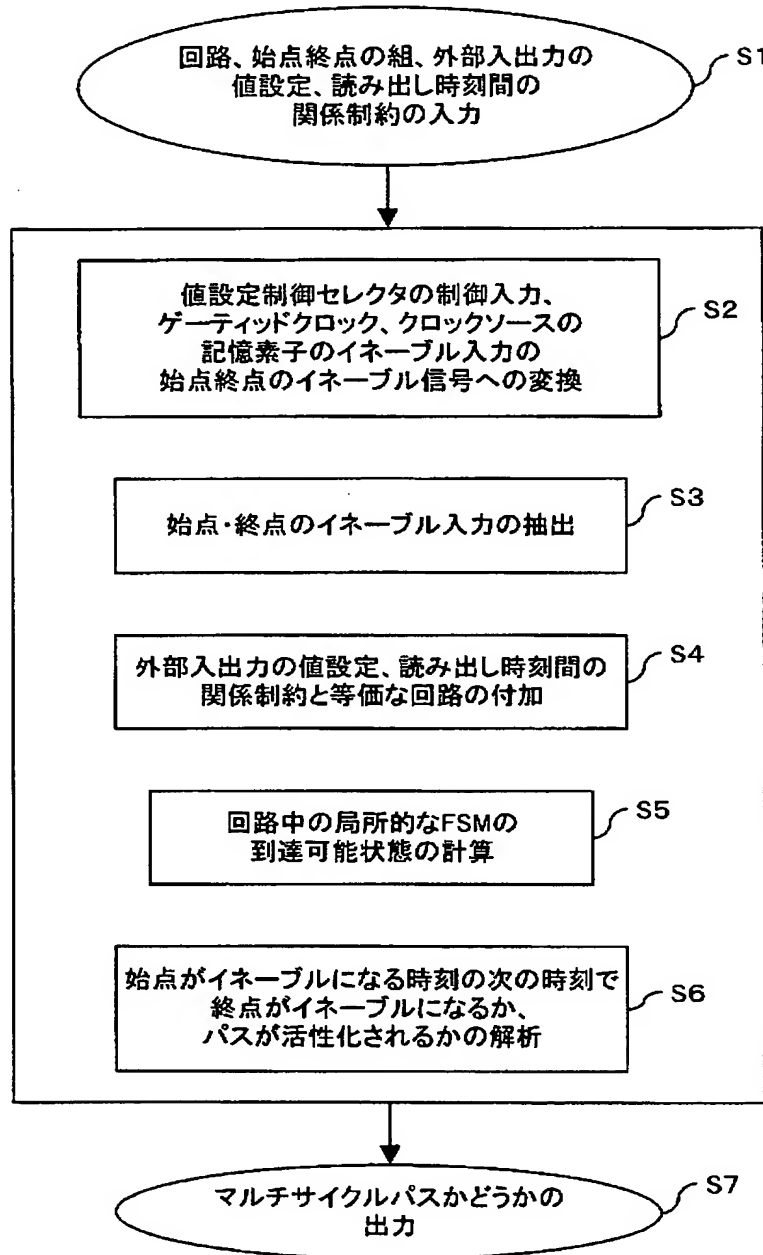 回路、始点終点の組、外部入出力の
値設定、読み出し時刻間の
関係制約の入力
S1
値設定制御セレクタの制御入力、
ゲーティッドクロック、クロックソースの
記憶素子のイネーブル入力の
始点終点のイネーブル信号への変換
S2
始点・終点のイネーブル入力の抽出
S3
外部入出力の値設定、読み出し時刻間の
関係制約と等価な回路の付加
S4
回路中の局所的なFSMの
到達可能状態の計算
S5
始点がイネーブルになる時刻の次の時刻で
終点がイネーブルになるか、
パスが活性化されるかの解析
S6
マルチサイクルパスかどうかの
出力
S7